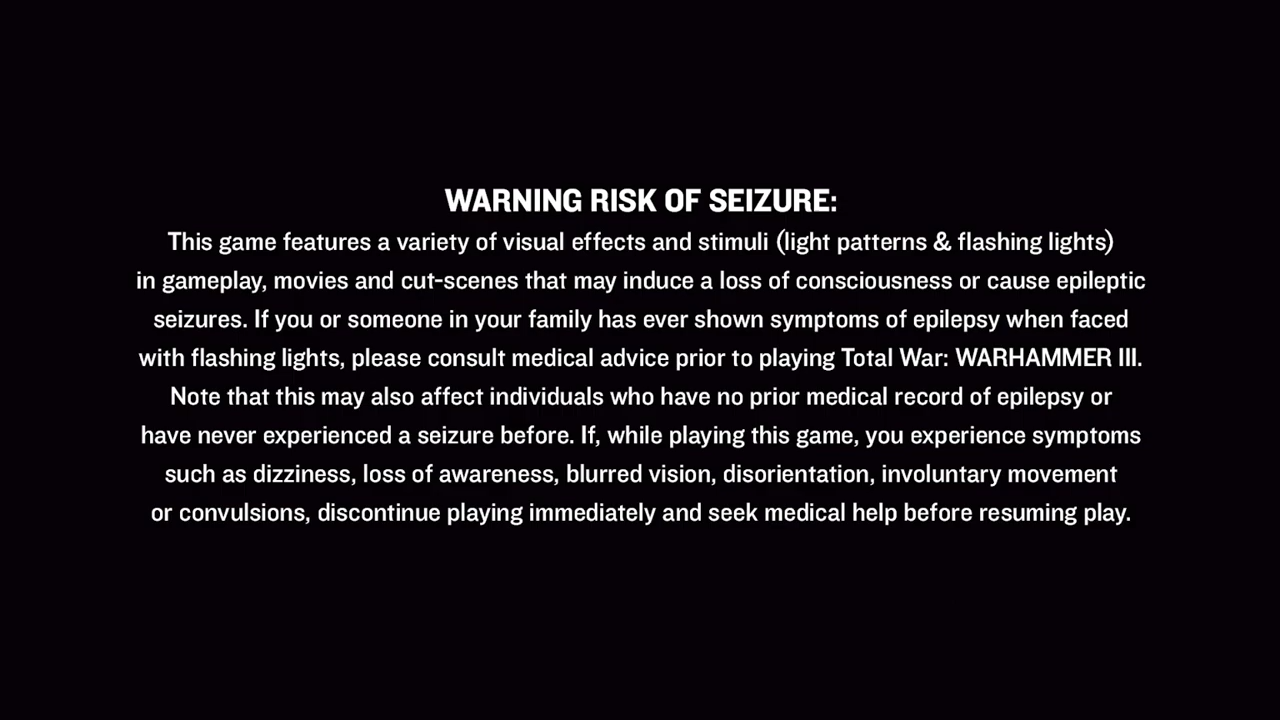 WARNING RISK OF SEIZURE:
This game features a variety of visual effects and stimuli (light patterns & flashing lights)
in gameplay, movies and cut-scenes that may induce a loss of consciousness or cause epileptic
seizures. If you or someone in your family has ever shown symptoms of epilepsy when faced
with flashing lights, please consult medical advice prior to playing Total War: WARHAMMER III.
Note that this may also affect individuals who have no prior medical record of epilepsy or
have never experienced a seizure before. If, while playing this game, you experience symptoms
such as dizziness, loss of awareness, blurred vision, disorientation, involuntary movement
or convulsions, discontinue playing immediately and seek medical help before resuming play.